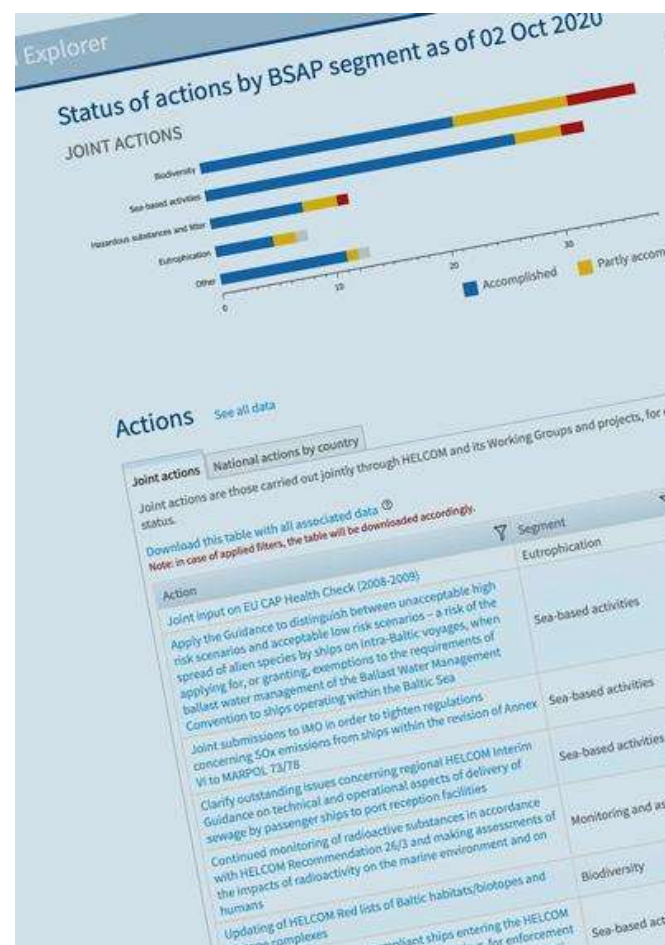 Explorer
Status of actions by BSAP segment as of 02 Oct 2020
JOINT ACTIONS
Biodiversity
Sea-based activities
Hazardous substances and litter
Eutrophication
Other
0
10
20
30
Accomplished
Partly accom
Actions See all data
Joint actions National actions by country
Joint actions are those carried out jointly through HELCOM and its Working Groups and projects, for
status.
Download this table with all associated data
Note: in case of applied filters, the table will be downloaded accordingly.
Action Segment
Joint input on EU CAP Health Check (2008-2009) Eutrophication
Apply the Guidance to distinguish between unacceptable high
risk scenarios and acceptable low risk scenarios – a risk of the
spread of alien species by ships on intra-Baltic voyages, when
applying for, or granting, exemptions to the requirements of
ballast water management of the Ballast Water Management
Convention to ships operating within the Baltic Sea
Sea-based activities
Joint submissions to IMO in order to tighten regulations
concerning SOx emissions from ships within the revision of Annex
VI to MARPOL 73/78
Sea-based activities
Clarify outstanding issues concerning regional HELCOM Interim
Guidance on technical and operational aspects of delivery of
sewage by passenger ships to port reception facilities
Sea-based activities
Continued monitoring of radioactive substances in accordance
with HELCOM Recommendation 26/3 and making assessments of
the impacts of radioactivity on the marine environment and on
humans
Monitoring and as
Updating of HELCOM Red lists of Baltic habitats/biotopes and
complexes
Biodiversity
mpliant ships entering the HELCOM
for enforcement
Sea-based act